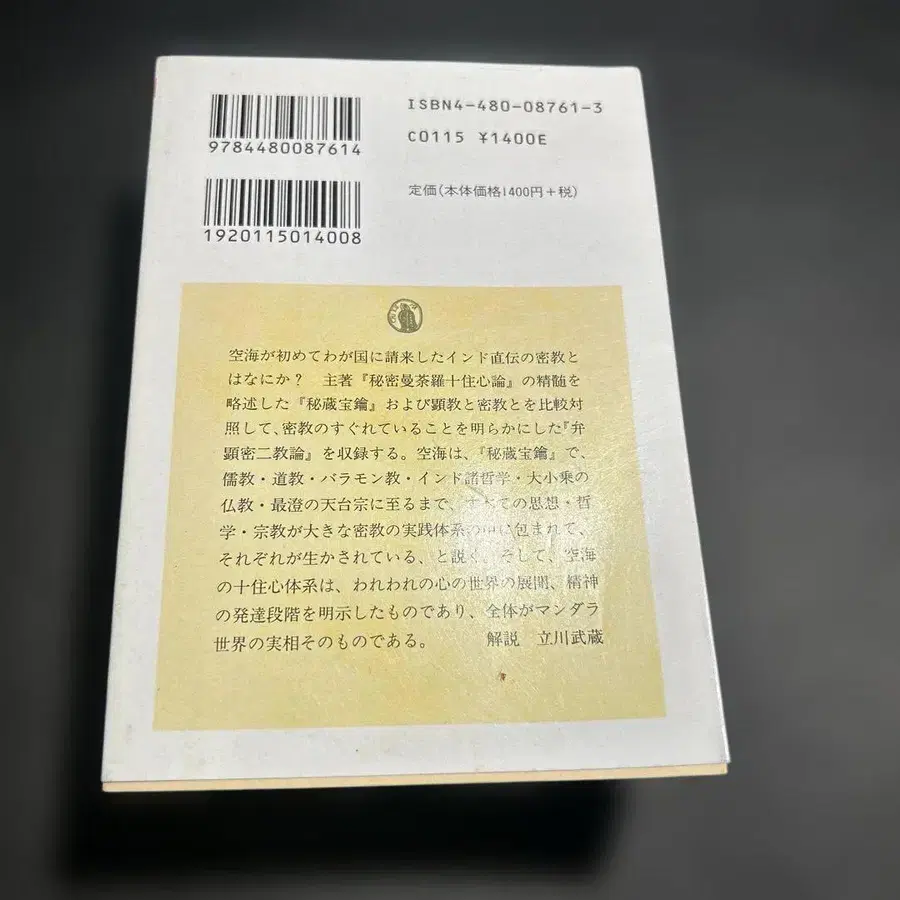 ISBN4-480-08761-3
9784480087614
C0115 ¥1400E
定価(本体価格1400円+税)
1920115014008
空海が初めてわが国に請来したインド直伝の密教と
はなにか? 主著『秘密曼荼羅十住心論』の精髄を
略述した『秘蔵宝鑰』および顕教と密教とを比較対
照して、密教のすぐれていることを明らかにした『弁
顕密二教論』を収録する。空海は、『秘蔵宝鑰』で、
儒教・道教・バラモン教・インド諸哲学・大小乗の
仏教・最澄の天台宗に至るまで、すべての思想・哲
学・宗教が大きな密教の実践体系の中に包まれて、
それぞれが生かされている、と説く。そして、空海
の十住心体系は、われわれの心の世界の展開、精神
の発達段階を明示したものであり、全体がマンダラ
世界の実相そのものである。 解説 立川武蔵